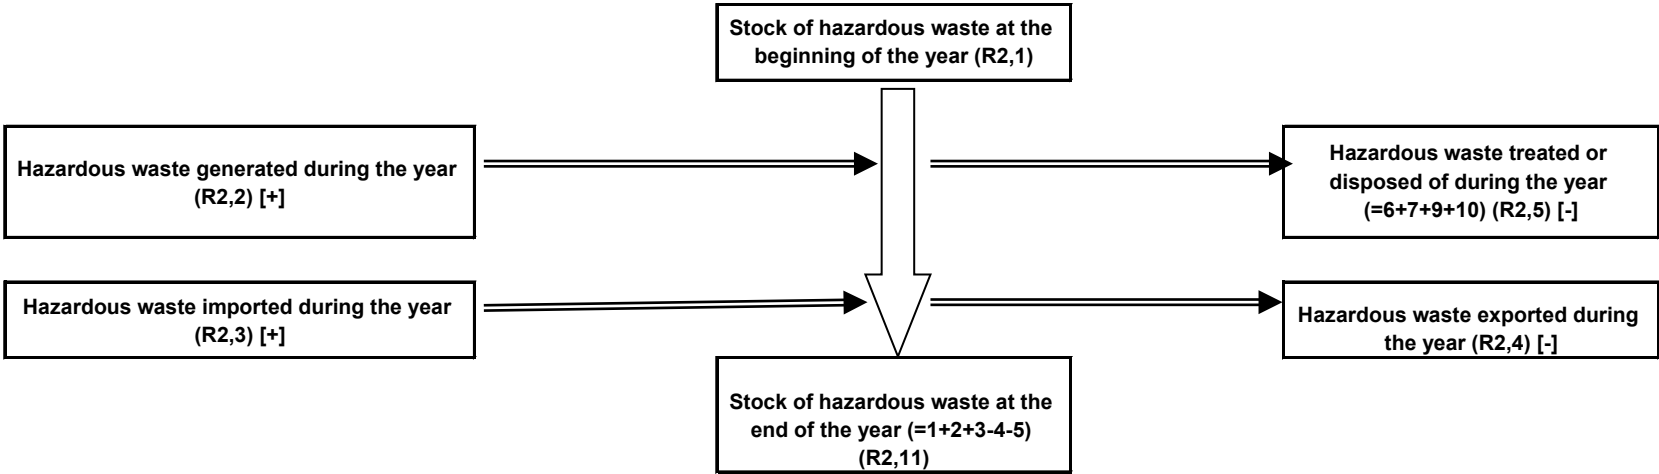 Stock of hazardous waste at the
beginning of the year (R2,1)
Hazardous waste generated during the year
(R2,2) [+]
Hazardous waste treated or
disposed of during the year
(=6+7+9+10) (R2,5) [-]
Hazardous waste imported during the year
(R2,3) [+]
Hazardous waste exported during
the year (R2,4) [-]
Stock of hazardous waste at the
end of the year (=1+2+3-4-5)
(R2,11)